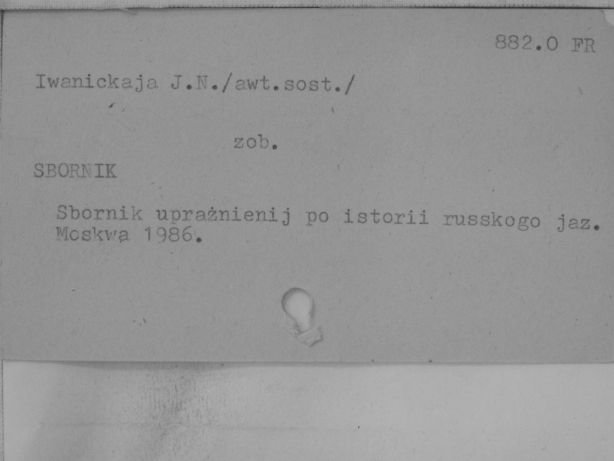 882.0 FR
Iwanickaja J.N./awt.sost./
zob.
SBORNIK
Sbornik uprażnienij po istorii russkogo jaz.
Moskwa 1986.